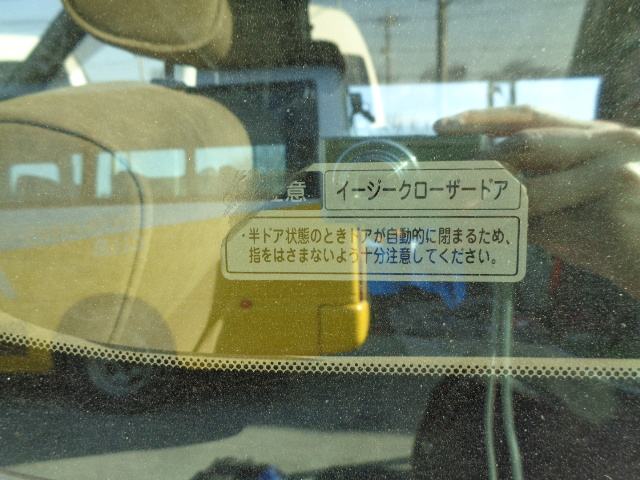 注意 イージークローザードア
・半ドア状態のときドアが自動的に閉まるため、
指をはさまないよう十分注意してください。